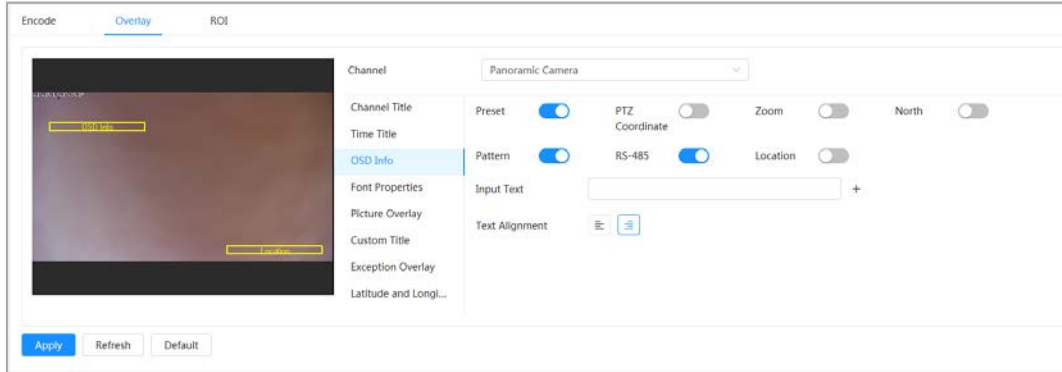 Encode Overlay ROI
Channel Panoramic Camera
Channel Title
Time Title
OSD Info
Font Properties
Picture Overlay
Custom Title
Exception Overlay
Latitude and Longi...
Preset PTZ Coordinate Zoom North
Pattern RS-485 Location
Input Text +
Text Alignment
OSD Info
Location
Apply Refresh Default